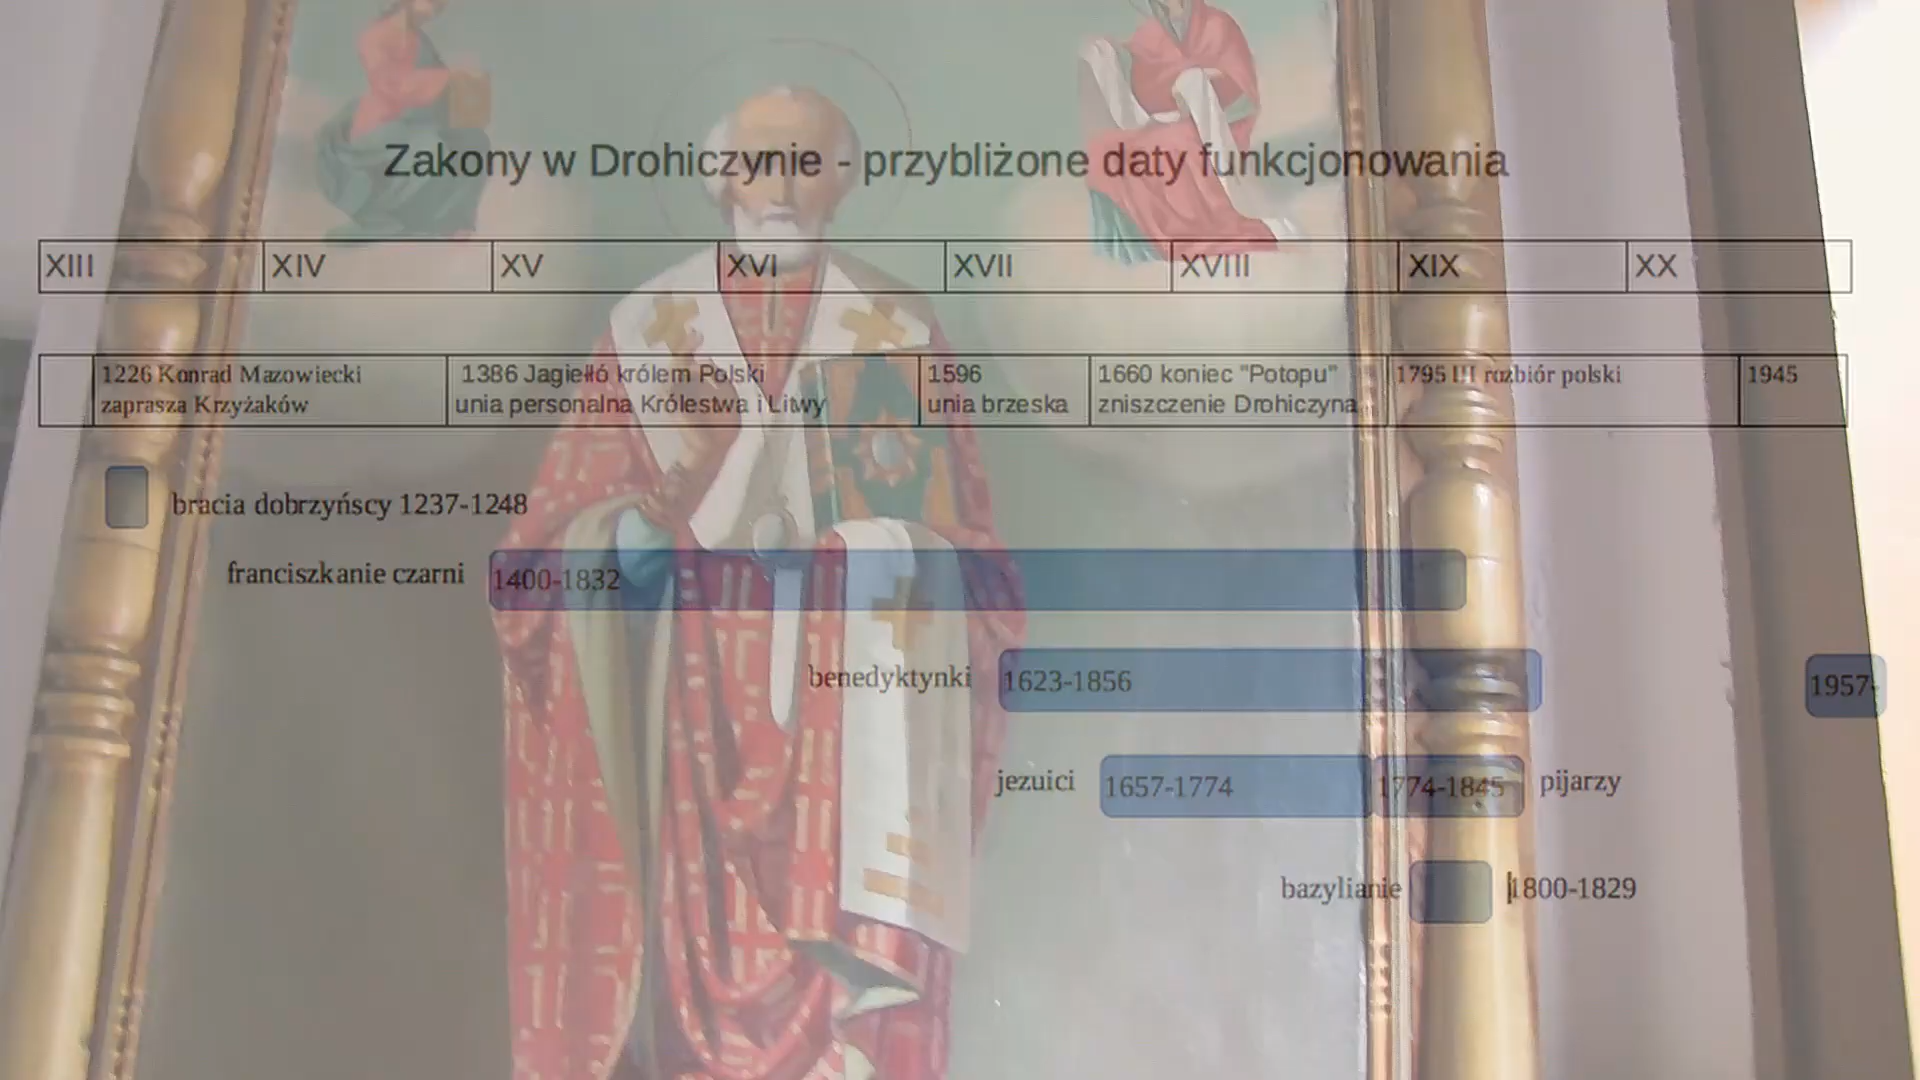 Zakony w Drohiczynie - przybliżone daty funkcjonowania
XIII XIV XV XVI XVII XVIII XIX XX
1226 Konrad Mazowiecki
zaprasza Krzyżaków
1386 Jagiełłó królem Polski
unia personalna Królestwa i Litwy
1596
unia brzeska
1660 koniec "Potopu"
zniszczenie Drohiczyna
1795 III rozbiór polski
1945
bracia dobrzyńscy 1237-1248
franciszkanie czarni 1400-1832
benedyktynki 1623-1856 1957-
jezuici 1657-1774 1774-1845 pijarzy
bazylianie 1800-1829